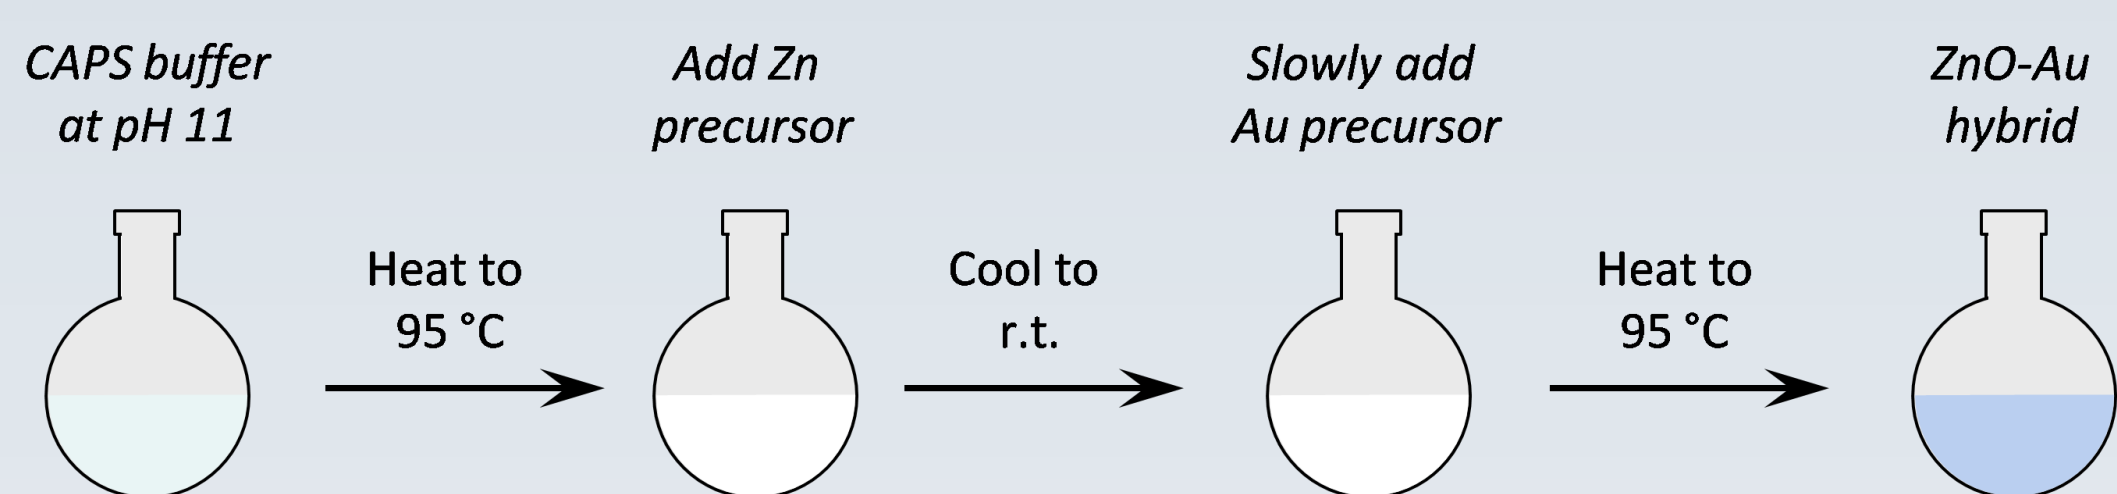 CAPS buffer
at pH 11
Heat to
95 °C
Add Zn
precursor
Cool to
r.t.
Slowly add
Au precursor
Heat to
95 °C
ZnO-Au
hybrid